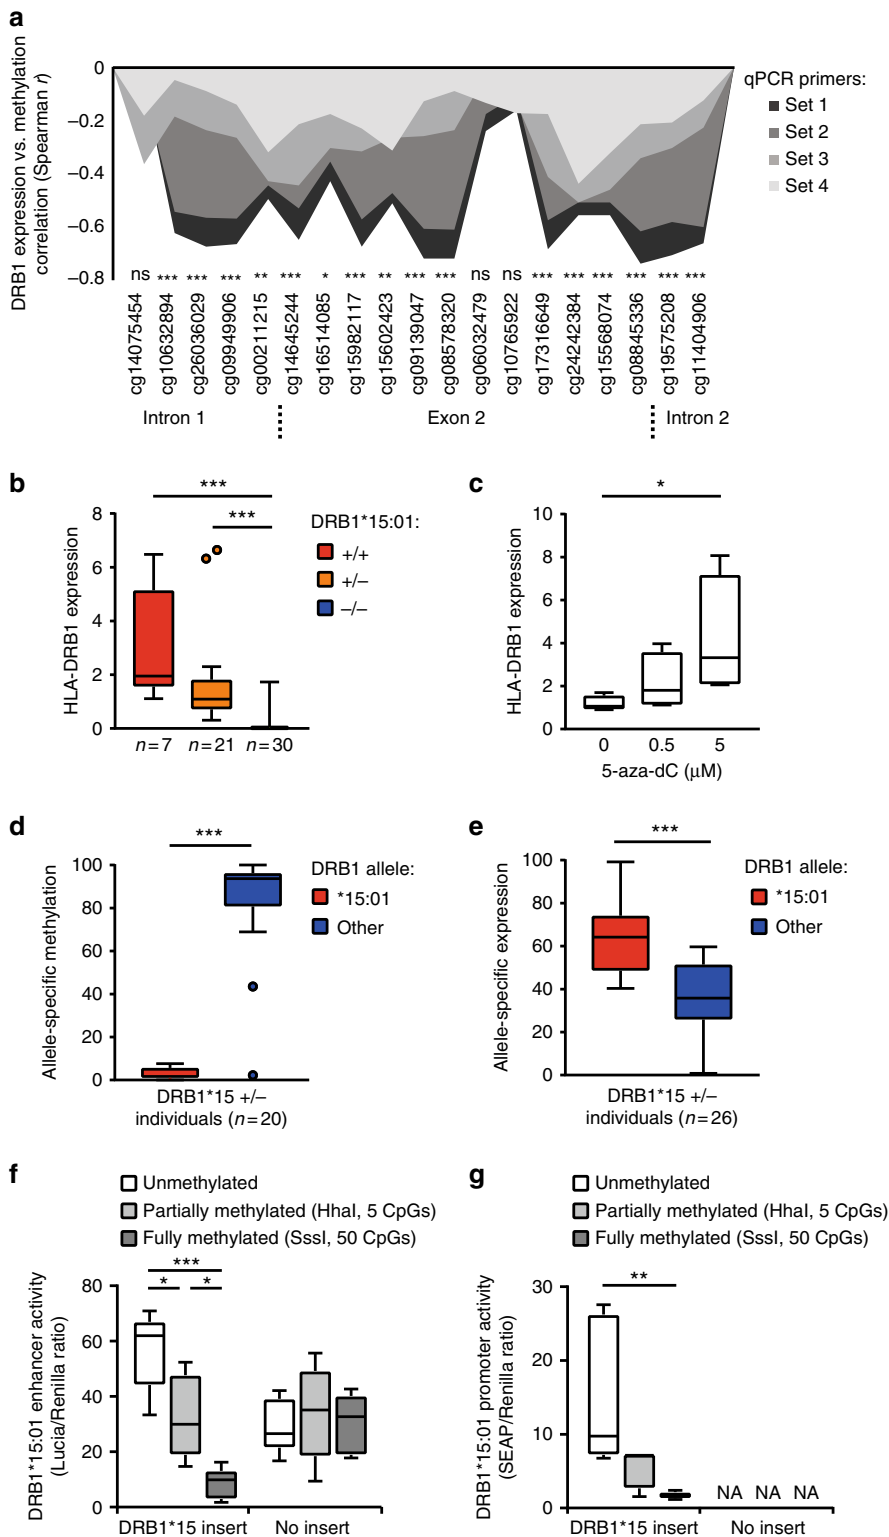 a
DRB1 expression vs. methylation
correlation (Spearman r)
0
−0.2
−0.4
−0.6
−0.8
qPCR primers:
Set 1
Set 2
Set 3
Set 4
ns *** *** *** ** *** * *** ** *** *** ns ns *** *** *** *** *** ***
cg14075454
cg10632894
cg26036029
cg09949906
cg00211215
cg14645244
cg16514085
cg15982117
cg15602423
cg09139047
cg08578320
cg06032479
cg10765922
cg17316649
cg24242384
cg15568074
cg08845336
cg19575208
cg11404906
Intron 1
Exon 2
Intron 2
b
HLA-DRB1 expression
8
6
4
2
0
***
***
n=7 n=21 n=30
DRB1*15:01:
+/+
+/−
−/−
c
HLA-DRB1 expression
10
8
6
4
2
0
*
0 0.5 5
5-aza-dC (μM)
d
Allele-specific methylation
100
80
60
40
20
0
***
DRB1*15 +/−
individuals (n=20)
DRB1 allele:
*15:01
Other
e
Allele-specific expression
100
80
60
40
20
0
***
DRB1*15 +/−
individuals (n=26)
DRB1 allele:
*15:01
Other
f
Unmethylated
Partially methylated (HhaI, 5 CpGs)
Fully methylated (SssI, 50 CpGs)
DRB1*15:01 enhancer activity
(Lucia/Renilla ratio)
80
60
40
20
0
***
* *
DRB1*15 insert No insert
g
Unmethylated
Partially methylated (HhaI, 5 CpGs)
Fully methylated (SssI, 50 CpGs)
DRB1*15:01 promoter activity
(SEAP/Renilla ratio)
30
20
10
0
**
NA NA NA
DRB1*15 insert No insert